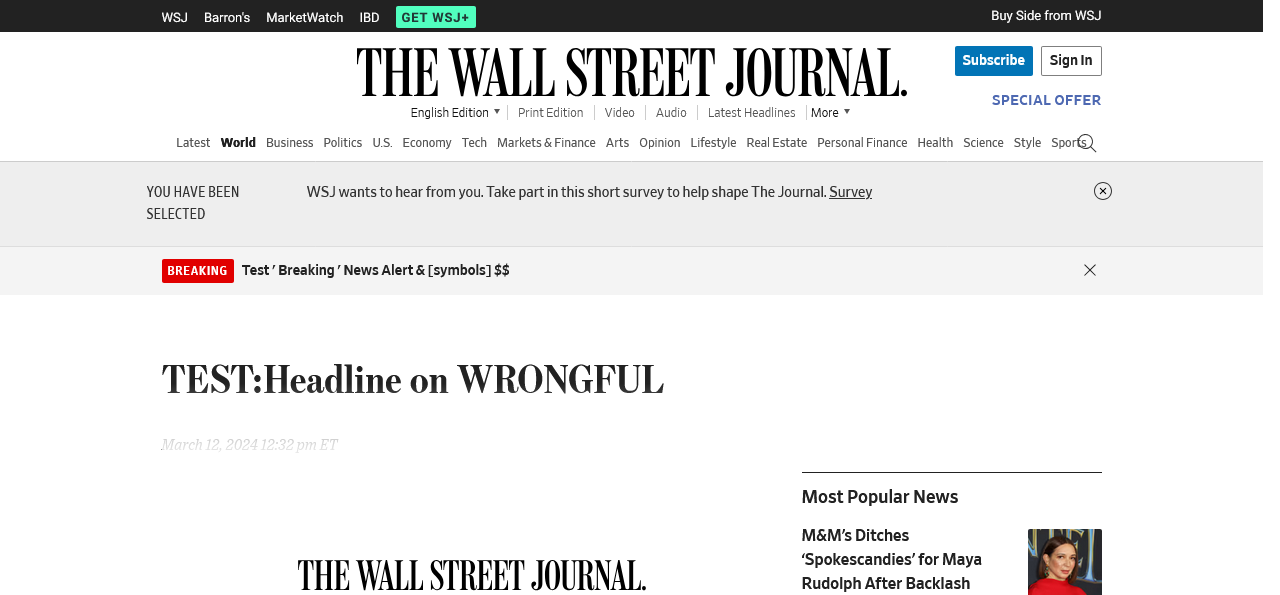 WSJ Barron's MarketWatch IBD GET WSJ+ Buy Side from WSJ
THE WALL STREET JOURNAL.
Subscribe Sign In
SPECIAL OFFER
English Edition Print Edition Video Audio Latest Headlines More
Latest World Business Politics U.S. Economy Tech Markets & Finance Arts Opinion Lifestyle Real Estate Personal Finance Health Science Style Sports
YOU HAVE BEEN
SELECTED
WSJ wants to hear from you. Take part in this short survey to help shape The Journal. Survey
BREAKING Test ’ Breaking ’ News Alert & [symbols] $$
TEST:Headline on WRONGFUL
March 12, 2024 12:32 pm ET
THE WALL STREET JOURNAL.
Most Popular News
M&M’s Ditches
‘Spokescandies’ for Maya
Rudolph After Backlash